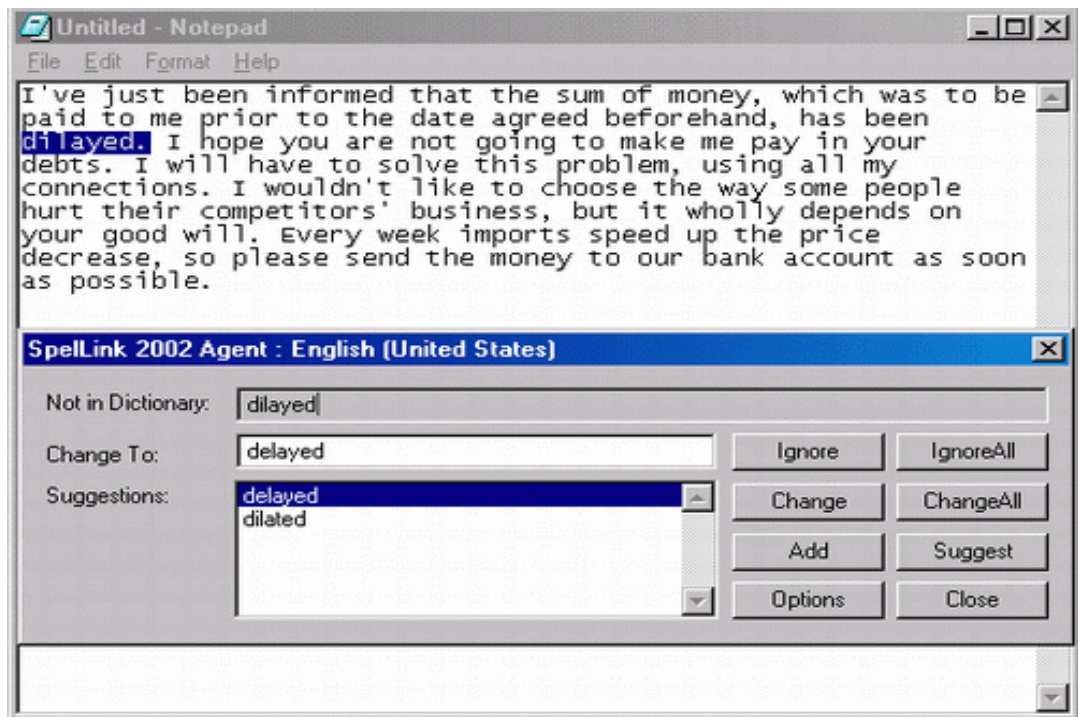 Untitled - Notepad
File Edit Format Help
I've just been informed that the sum of money, which was to be
paid to me prior to the date agreed beforehand, has been
dilayed. I hope you are not going to make me pay in your
debts. I will have to solve this problem, using all my
connections. I wouldn't like to choose the way some people
hurt their competitors' business, but it wholly depends on
your good will. Every week imports speed up the price
decrease, so please send the money to our bank account as soon
as possible.
SpelLink 2002 Agent : English (United States)
Not in Dictionary: dilayed
Change To: delayed Ignore IgnoreAll
Suggestions: delayed Change ChangeAll
dilated
Add Suggest
Options Close